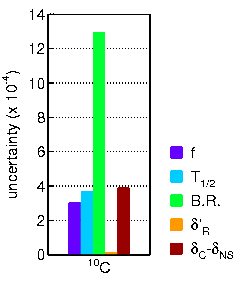 14
12
10
8
6
4
2
0
uncertainty (x 10⁻⁴)
¹⁰C
f
T₁/₂
B.R.
δ'R
δC-δNS